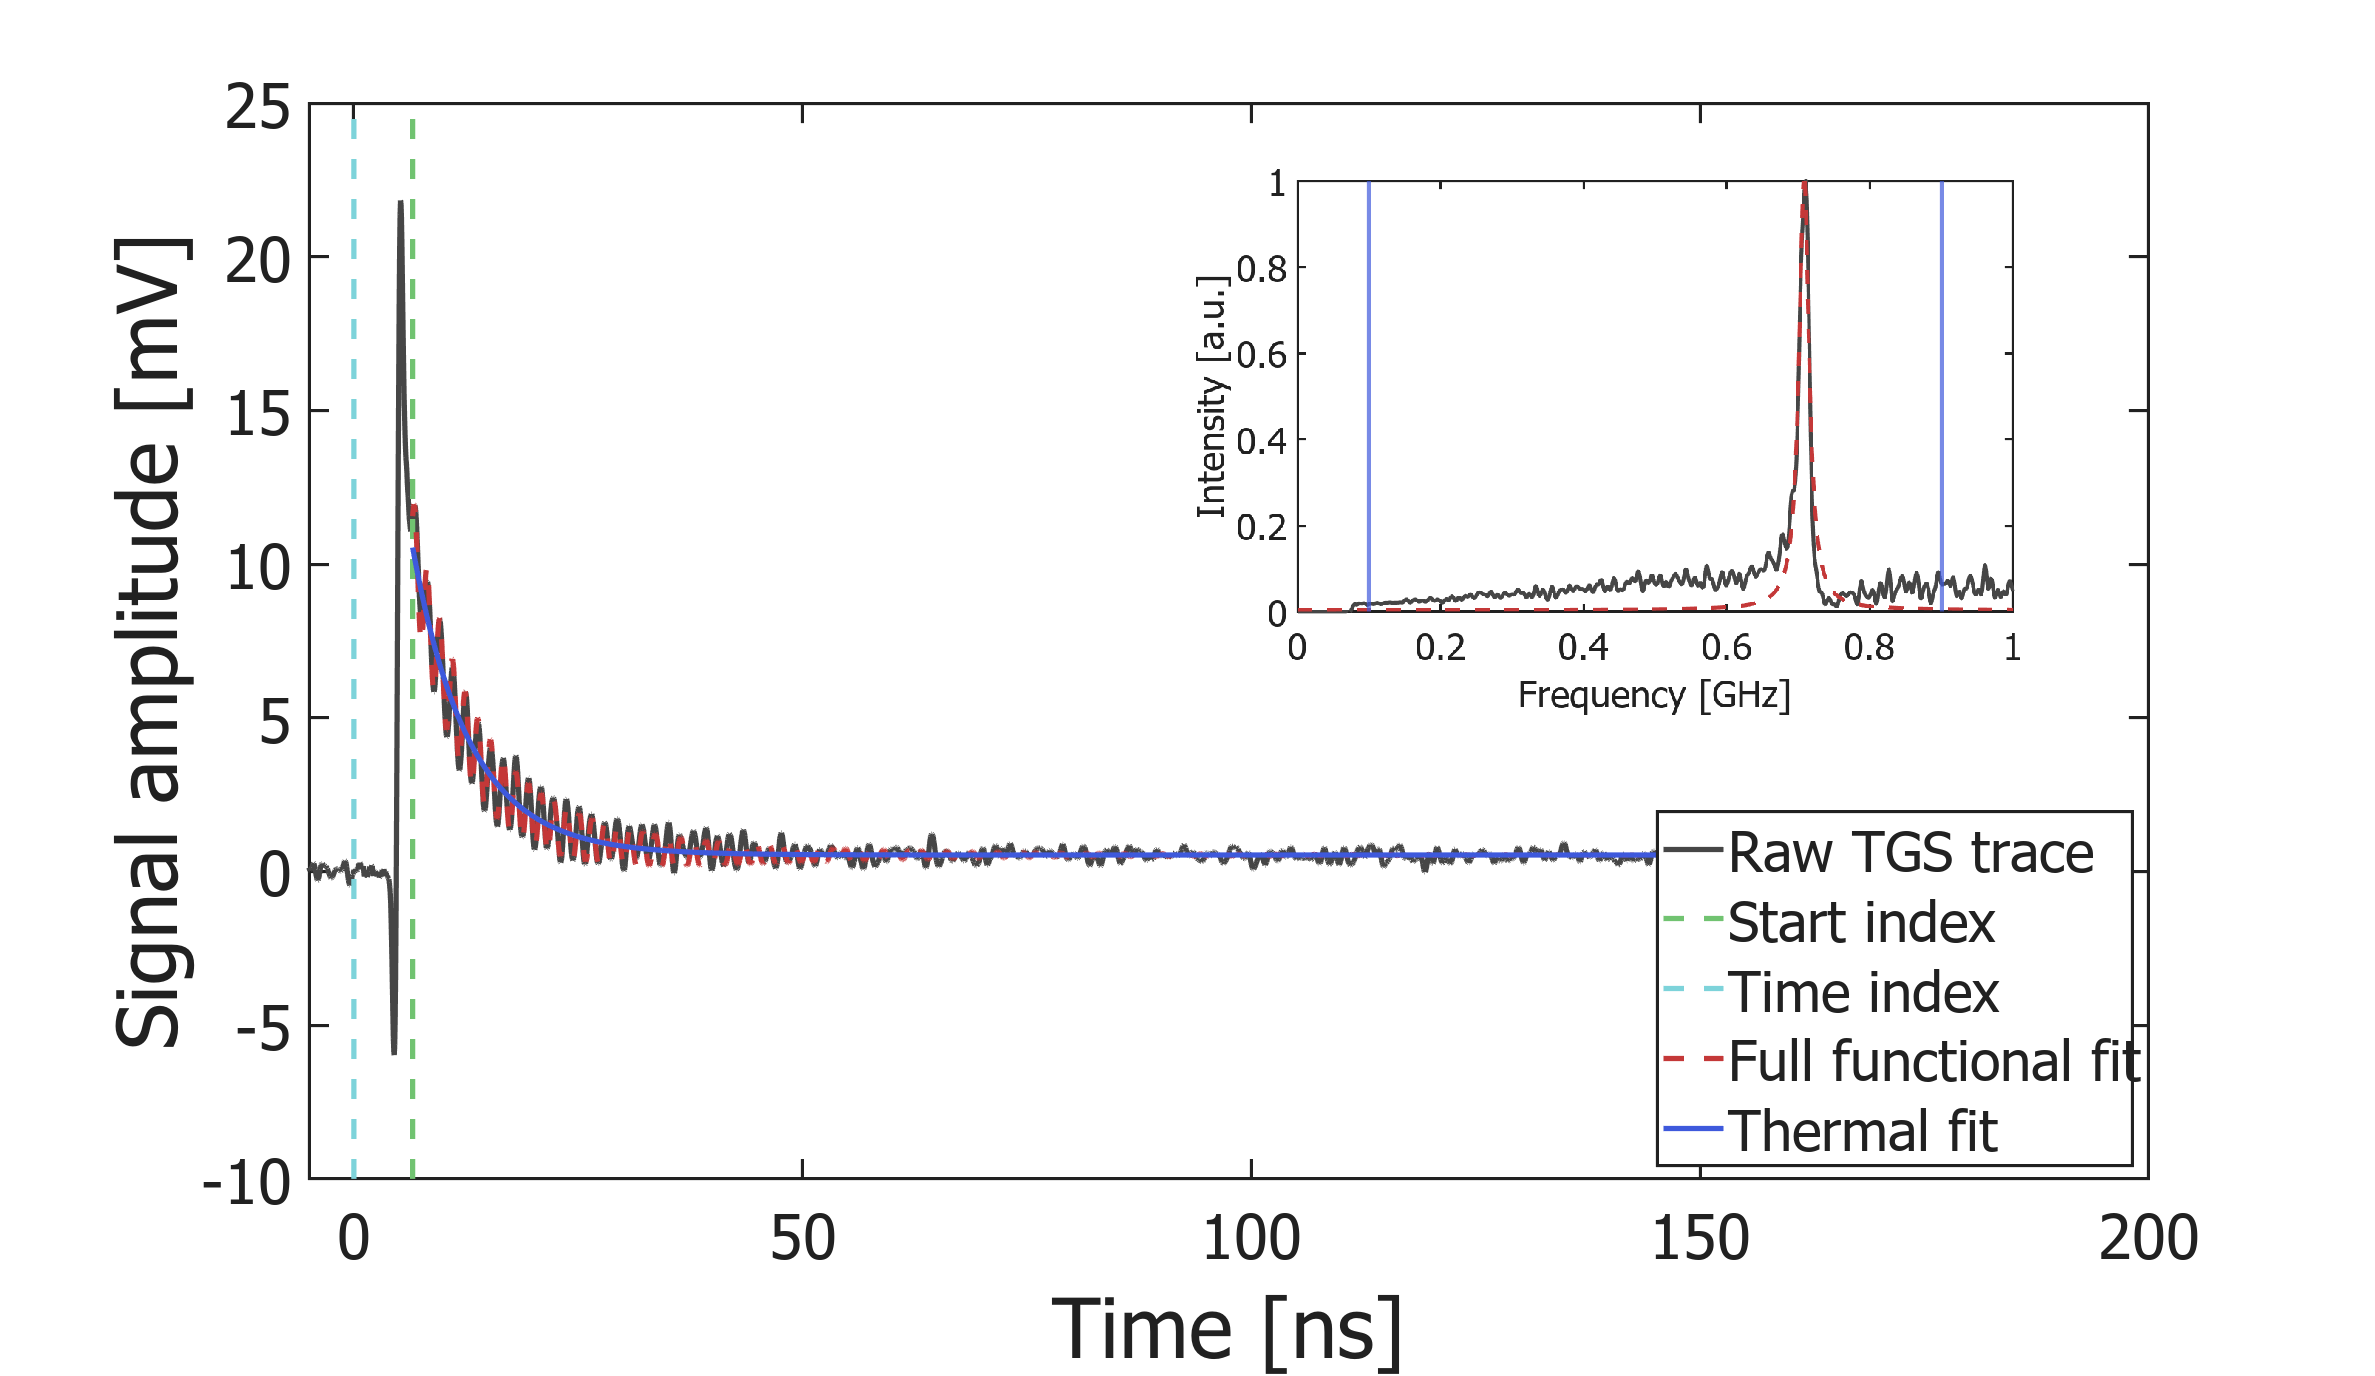 Signal amplitude [mV]
25
20
15
10
5
0
-5
-10
0
50
100
150
200
Time [ns]
Intensity [a.u.]
1
0.8
0.6
0.4
0.2
0
0
0.2
0.4
0.6
0.8
1
Frequency [GHz]
Raw TGS trace
Start index
Time index
Full functional fit
Thermal fit